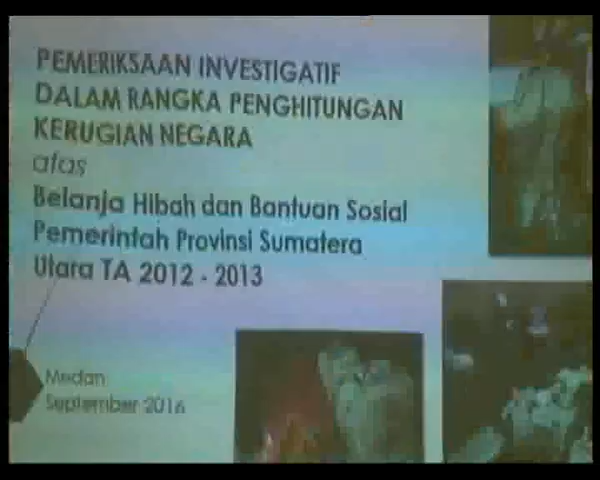 PEMERIKSAAN INVESTIGATIF
DALAM RANGKA PENGHITUNGAN
KERUGIAN NEGARA
atas
Belanja Hibah dan Bantuan Sosial
Pemerintah Provinsi Sumatera
Utara TA 2012 - 2013
Medan
September 2016